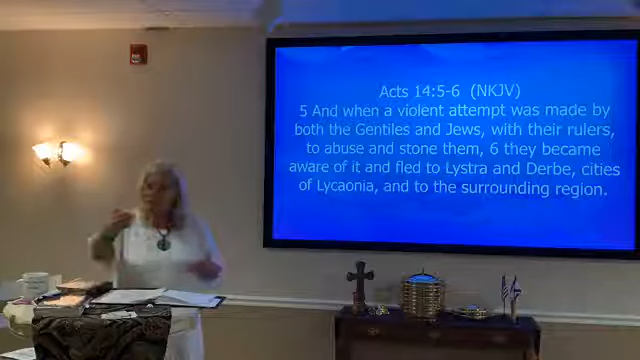 Acts 14:5-6 (NKJV)
5 And when a violent attempt was made by
both the Gentiles and Jews, with their rulers,
to abuse and stone them, 6 they became
aware of it and fled to Lystra and Derbe, cities
of Lycaonia, and to the surrounding region.